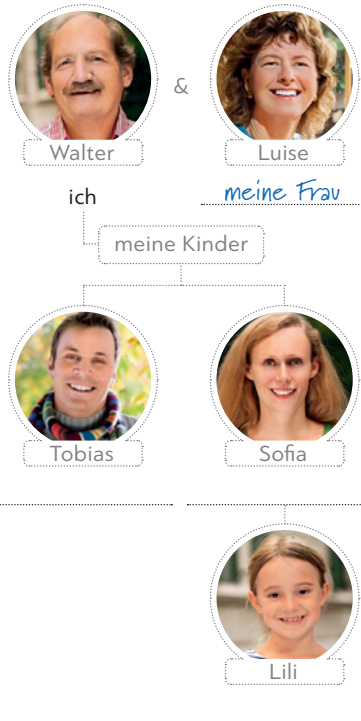 Walter & Luise
ich meine Frau
meine Kinder
Tobias Sofia
Lili